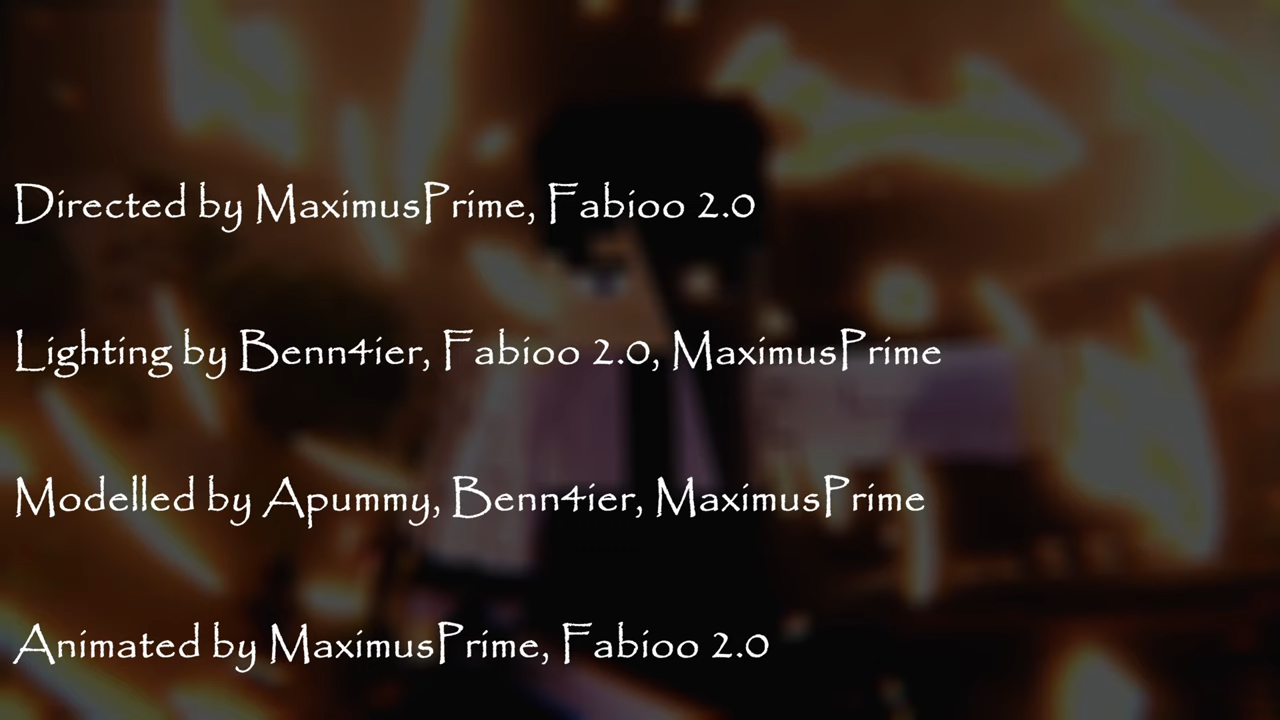 Directed by MaximusPrime, Fabioo 2.0
Lighting by Benn4ier, Fabioo 2.0, MaximusPrime
Modelled by Apummy, Benn4ier, MaximusPrime
Animated by MaximusPrime, Fabioo 2.0